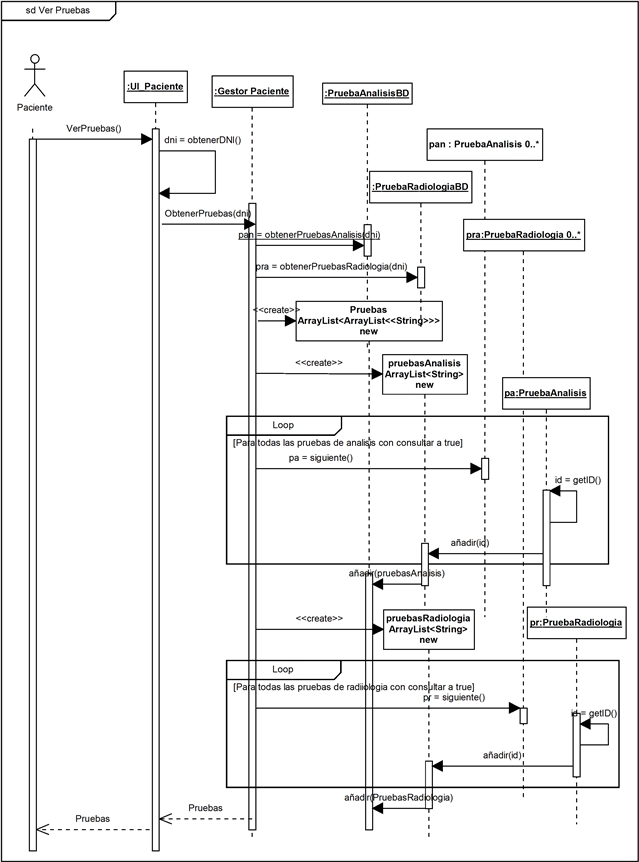 sd Ver Pruebas
Paciente
:UI_Paciente
:Gestor Paciente
:PruebaAnalisisBD
VerPruebas()
dni = obtenerDNI()
pan : PruebaAnalisis 0..*
:PruebaRadiologiaBD
ObtenerPruebas(dni)
pan = obtenerPruebasAnalisis(dni)
pra:PruebaRadiologia 0..*
pra = obtenerPruebasRadiologia(dni)
<<create>>
Pruebas
ArrayList<ArrayList<<String>>>
new
<<create>>
pruebasAnalisis
ArrayList<String>
new
pa:PruebaAnalisis
Loop
[Para todas las pruebas de analisis con consultar a true]
pa = siguiente()
id = getID()
añadir(id)
añadir(pruebasAnalsis)
<<create>>
pruebasRadiologia
ArrayList<String>
new
pr:PruebaRadiologia
Loop
[Para todas las pruebas de radiiologia con consultar a true]
pr = siguiente()
id = getID()
añadir(id)
añadir(PruebasRadiologia)
Pruebas
Pruebas